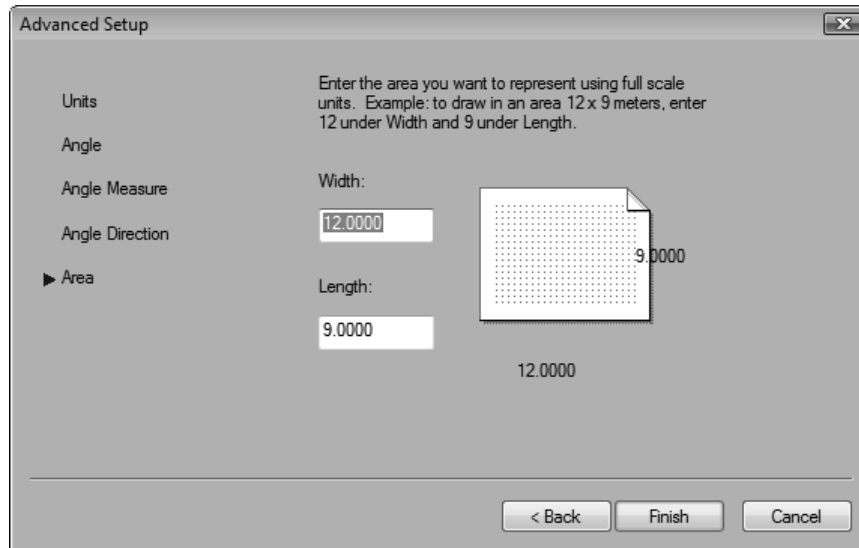 Advanced Setup
Units
Angle
Angle Measure
Angle Direction
Area
Enter the area you want to represent using full scale
units. Example: to draw in an area 12 x 9 meters, enter
12 under Width and 9 under Length.
Width:
12.0000
Length:
9.0000
9.0000
12.0000
< Back
Finish
Cancel